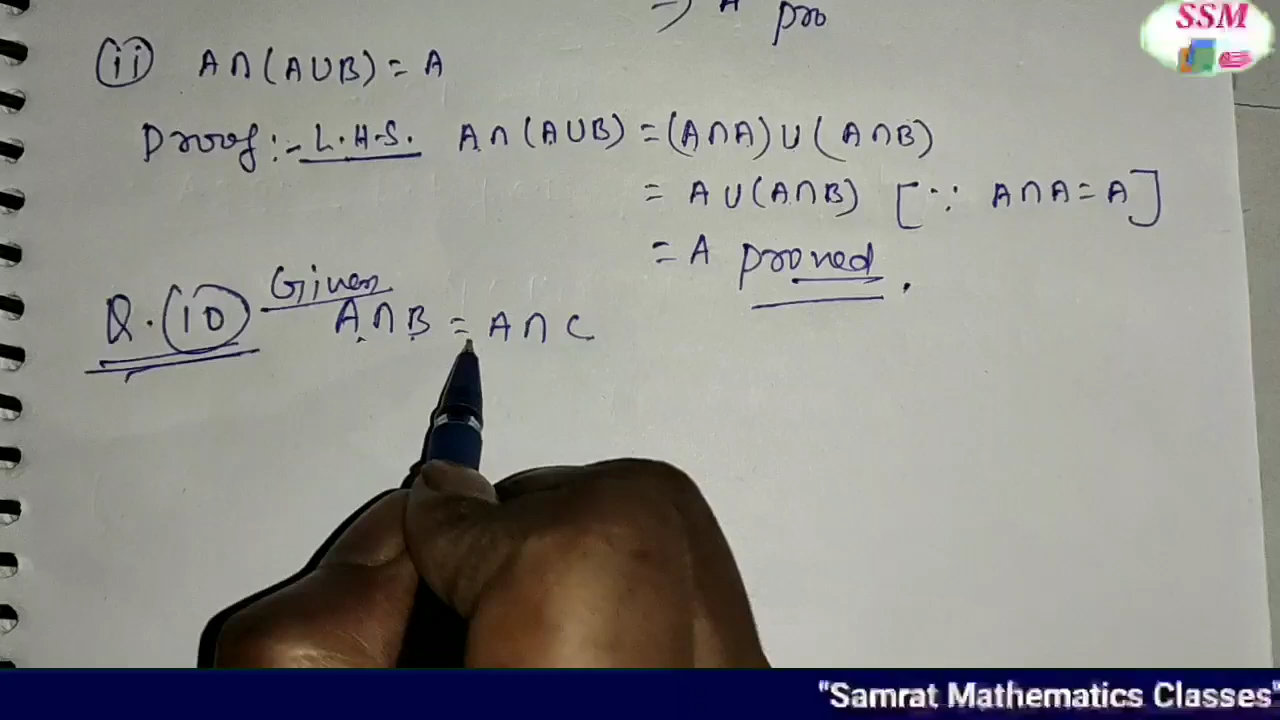 ⇒ A pro
SSM
(ii) A∩(A∪B) = A
Proof:- L.H.S. A∩(A∪B) = (A∩A)∪(A∩B)
= A∪(A∩B) [∵ A∩A = A]
= A proved.
Q.(10) Given
A∩B = A∩C
"Samrat Mathematics Classes"